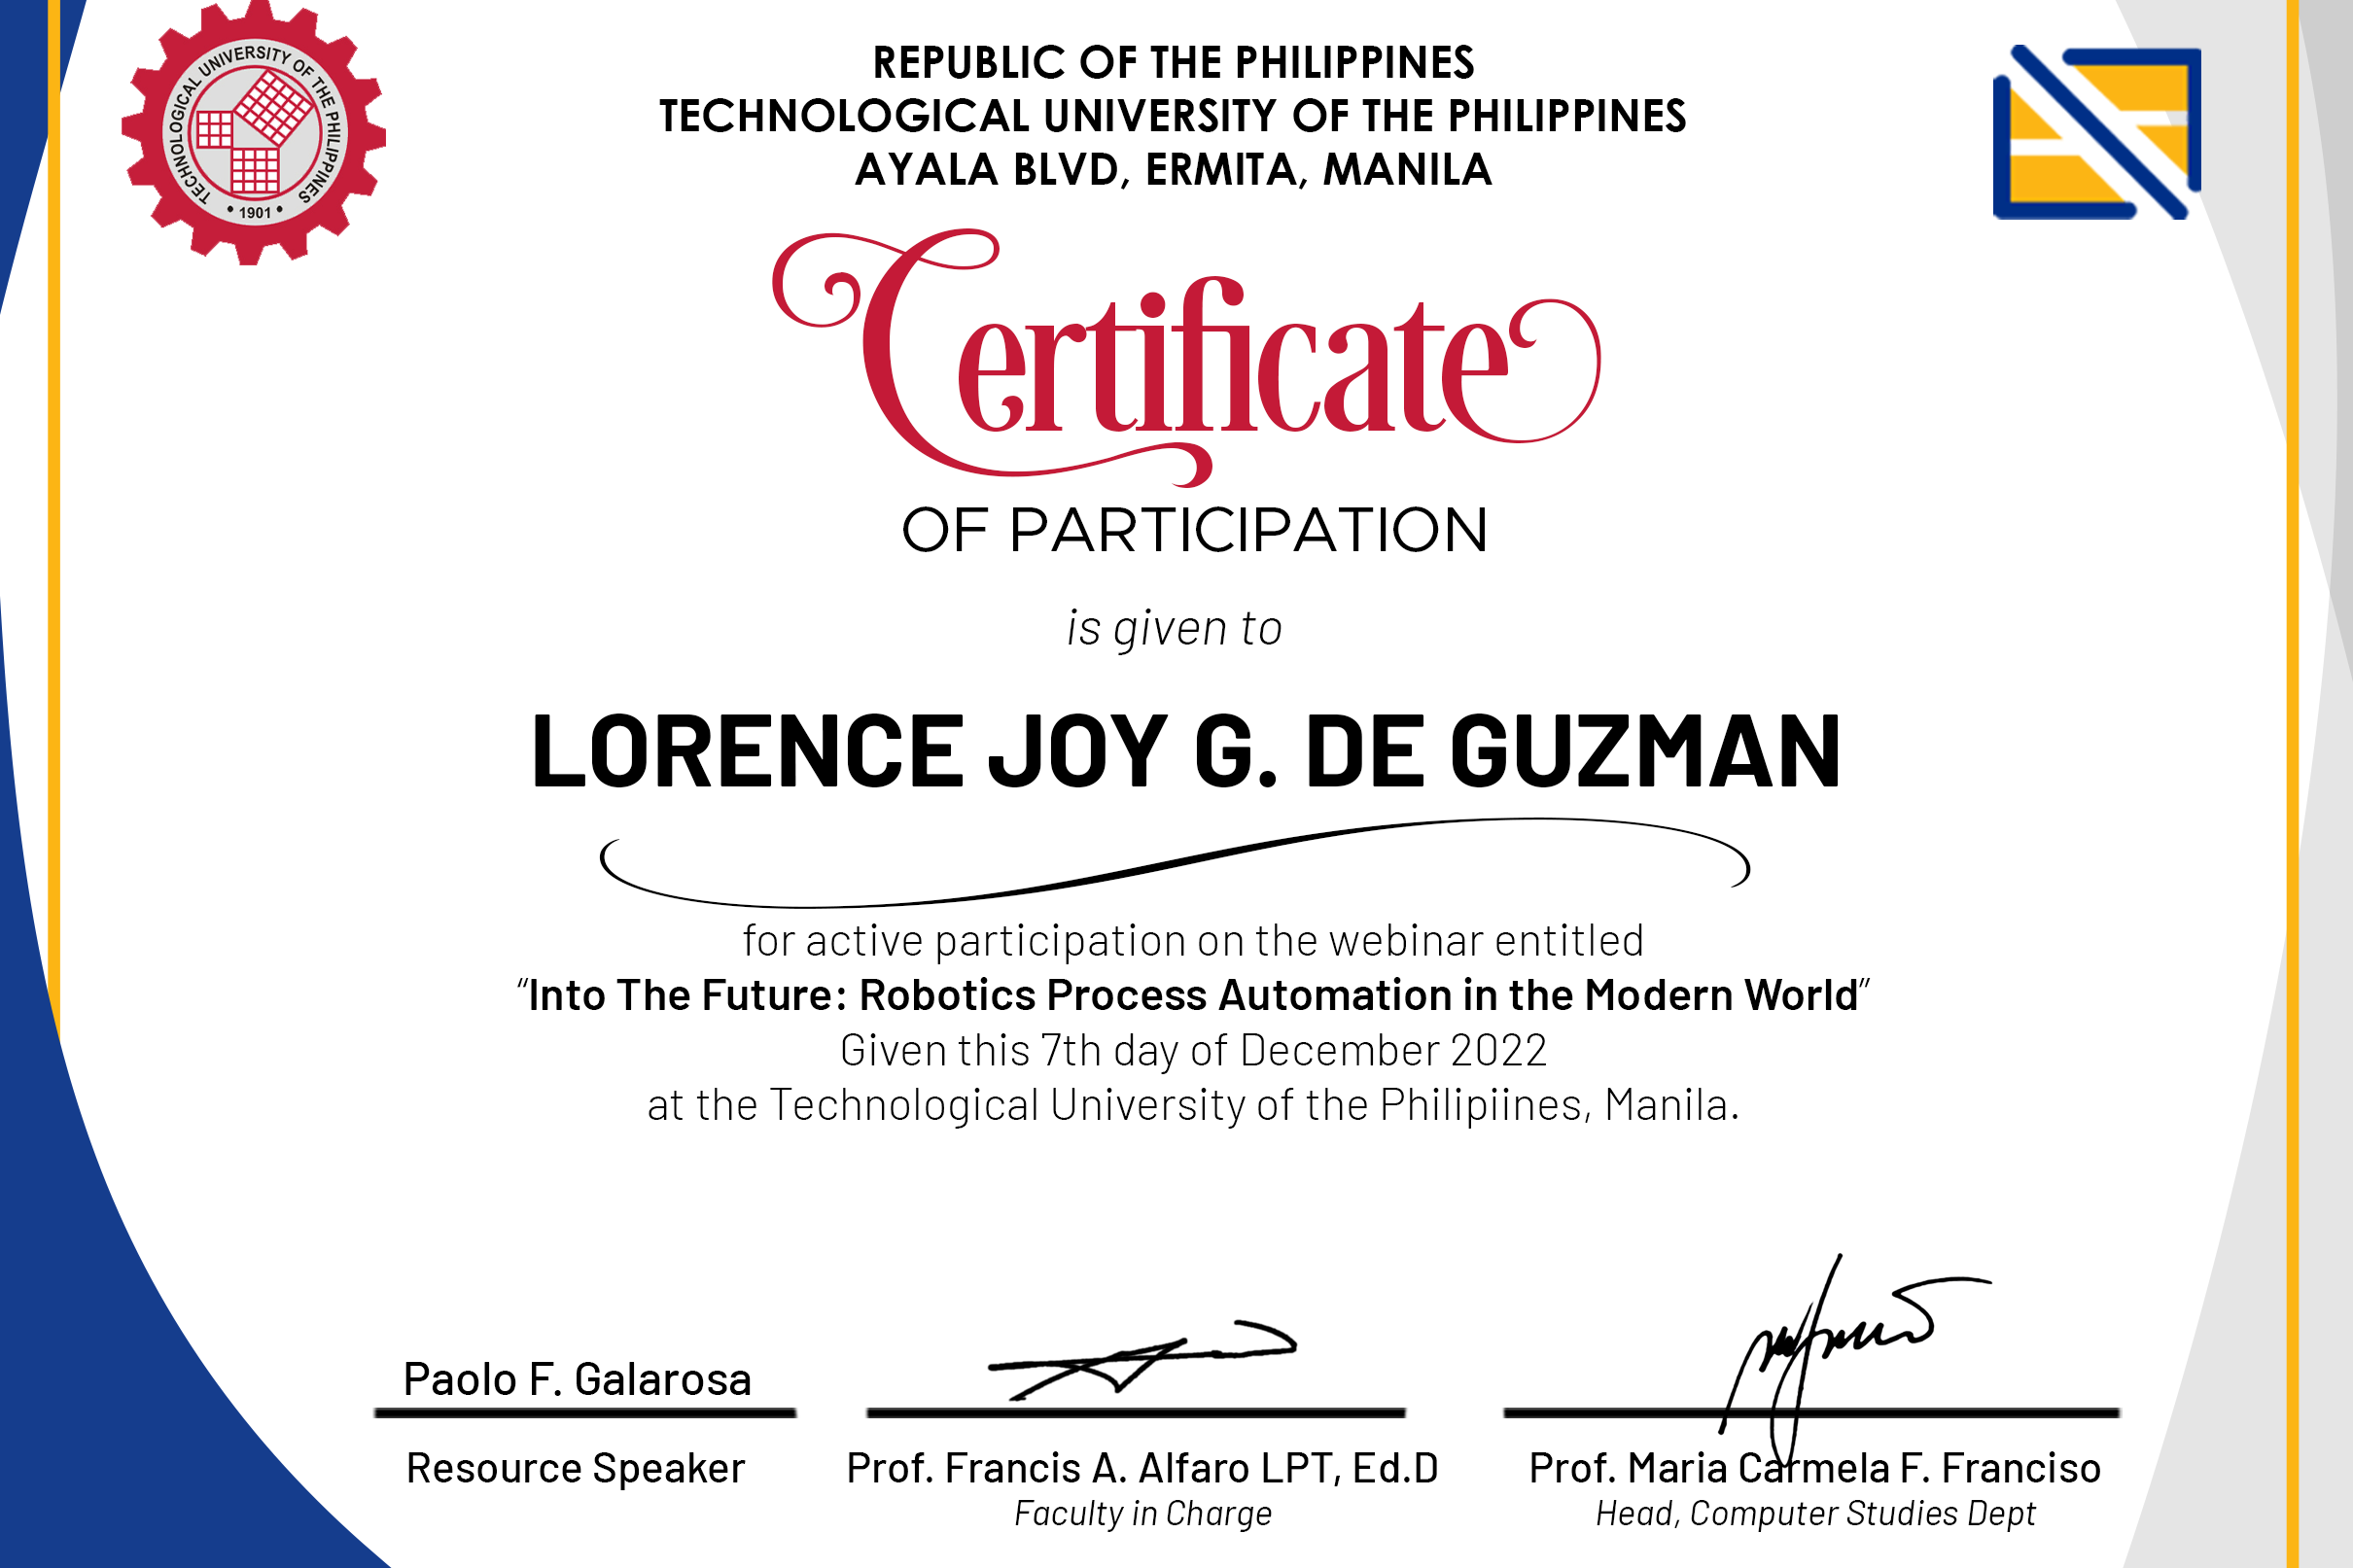 TECHNOLOGICAL UNIVERSITY OF THE PHILIPPINES
• 1901 •
REPUBLIC OF THE PHILIPPINES
TECHNOLOGICAL UNIVERSITY OF THE PHILIPPINES
AYALA BLVD, ERMITA, MANILA
Certificate
OF PARTICIPATION
is given to
LORENCE JOY G. DE GUZMAN
for active participation on the webinar entitled
“Into The Future: Robotics Process Automation in the Modern World”
Given this 7th day of December 2022
at the Technological University of the Philipiines, Manila.
Paolo F. Galarosa
Resource Speaker
Prof. Francis A. Alfaro LPT, Ed.D
Faculty in Charge
Prof. Maria Carmela F. Franciso
Head, Computer Studies Dept